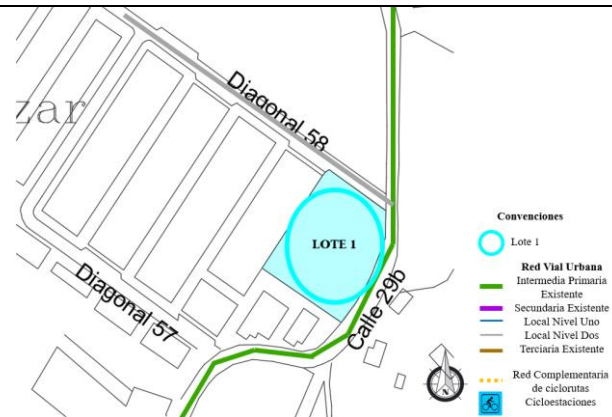 zar
Diagonal 58
LOTE 1
Diagonal 57
Calle 29b
N
Convenciones
Lote 1
Red Vial Urbana
Intermedia Primaria
Existente
Secundaria Existente
Local Nivel Uno
Local Nivel Dos
Terciaria Existente
Red Complementaria
de ciclorutas
Cicloestaciones